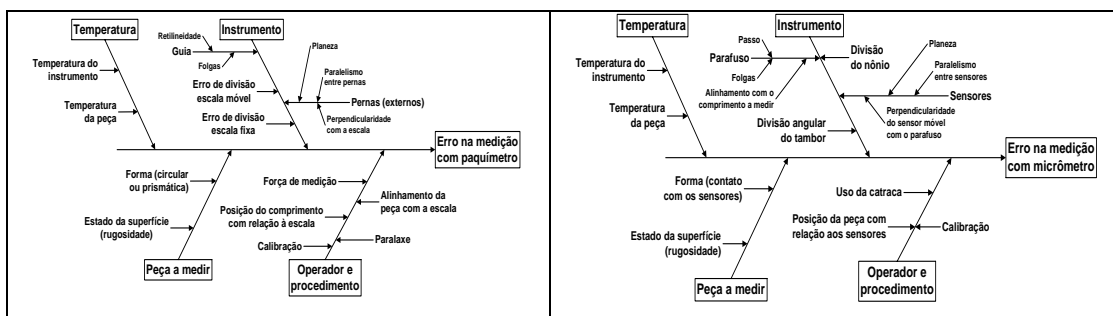 Temperatura
Instrumento
Retilineidade
Guia
Folgas
Planeza
Temperatura do
instrumento
Paralelismo
entre pernas
Erro de divisão
escala móvel
Pernas (externos)
Temperatura
da peça
Perpendicularidade
com a escala
Erro de divisão
escala fixa
Erro na medição
com paquímetro
Forma (circular
ou prismática)
Força de medição
Alinhamento da
peça com a escala
Estado da superfície
(rugosidade)
Posição do comprimento
com relação à escala
Paralaxe
Calibração
Peça a medir
Operador e
procedimento
Temperatura
Instrumento
Passo
Parafuso
Folgas
Divisão
do nônio
Planeza
Temperatura do
instrumento
Alinhamento com o
comprimento a medir
Paralelismo
entre sensores
Sensores
Temperatura
da peça
Perpendicularidade
do sensor móvel
com o parafuso
Divisão angular
do tambor
Erro na medição
com micrômetro
Forma (contato
com os sensores)
Uso da catraca
Estado da superfície
(rugosidade)
Posição da peça com
relação aos sensores
Calibração
Peça a medir
Operador e
procedimento